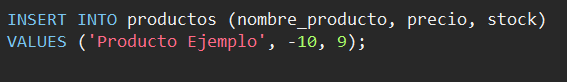 INSERT INTO productos (nombre_producto, precio, stock)
VALUES ('Producto Ejemplo', -10, 9);